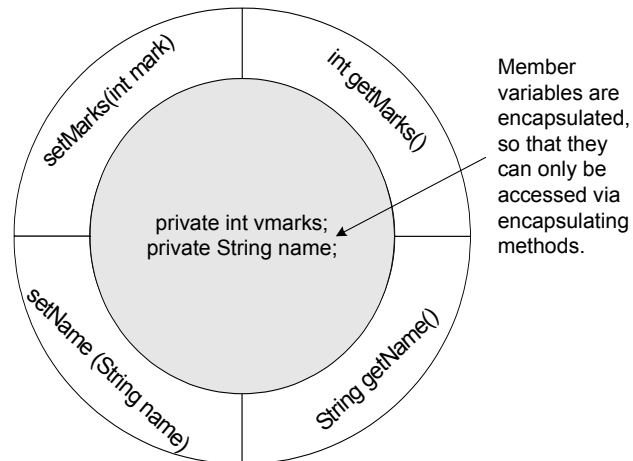 setMarks(int mark)
int getMarks()
private int vmarks;
private String name;
setName (String name)
String getName()
Member
variables are
encapsulated,
so that they
can only be
accessed via
encapsulating
methods.